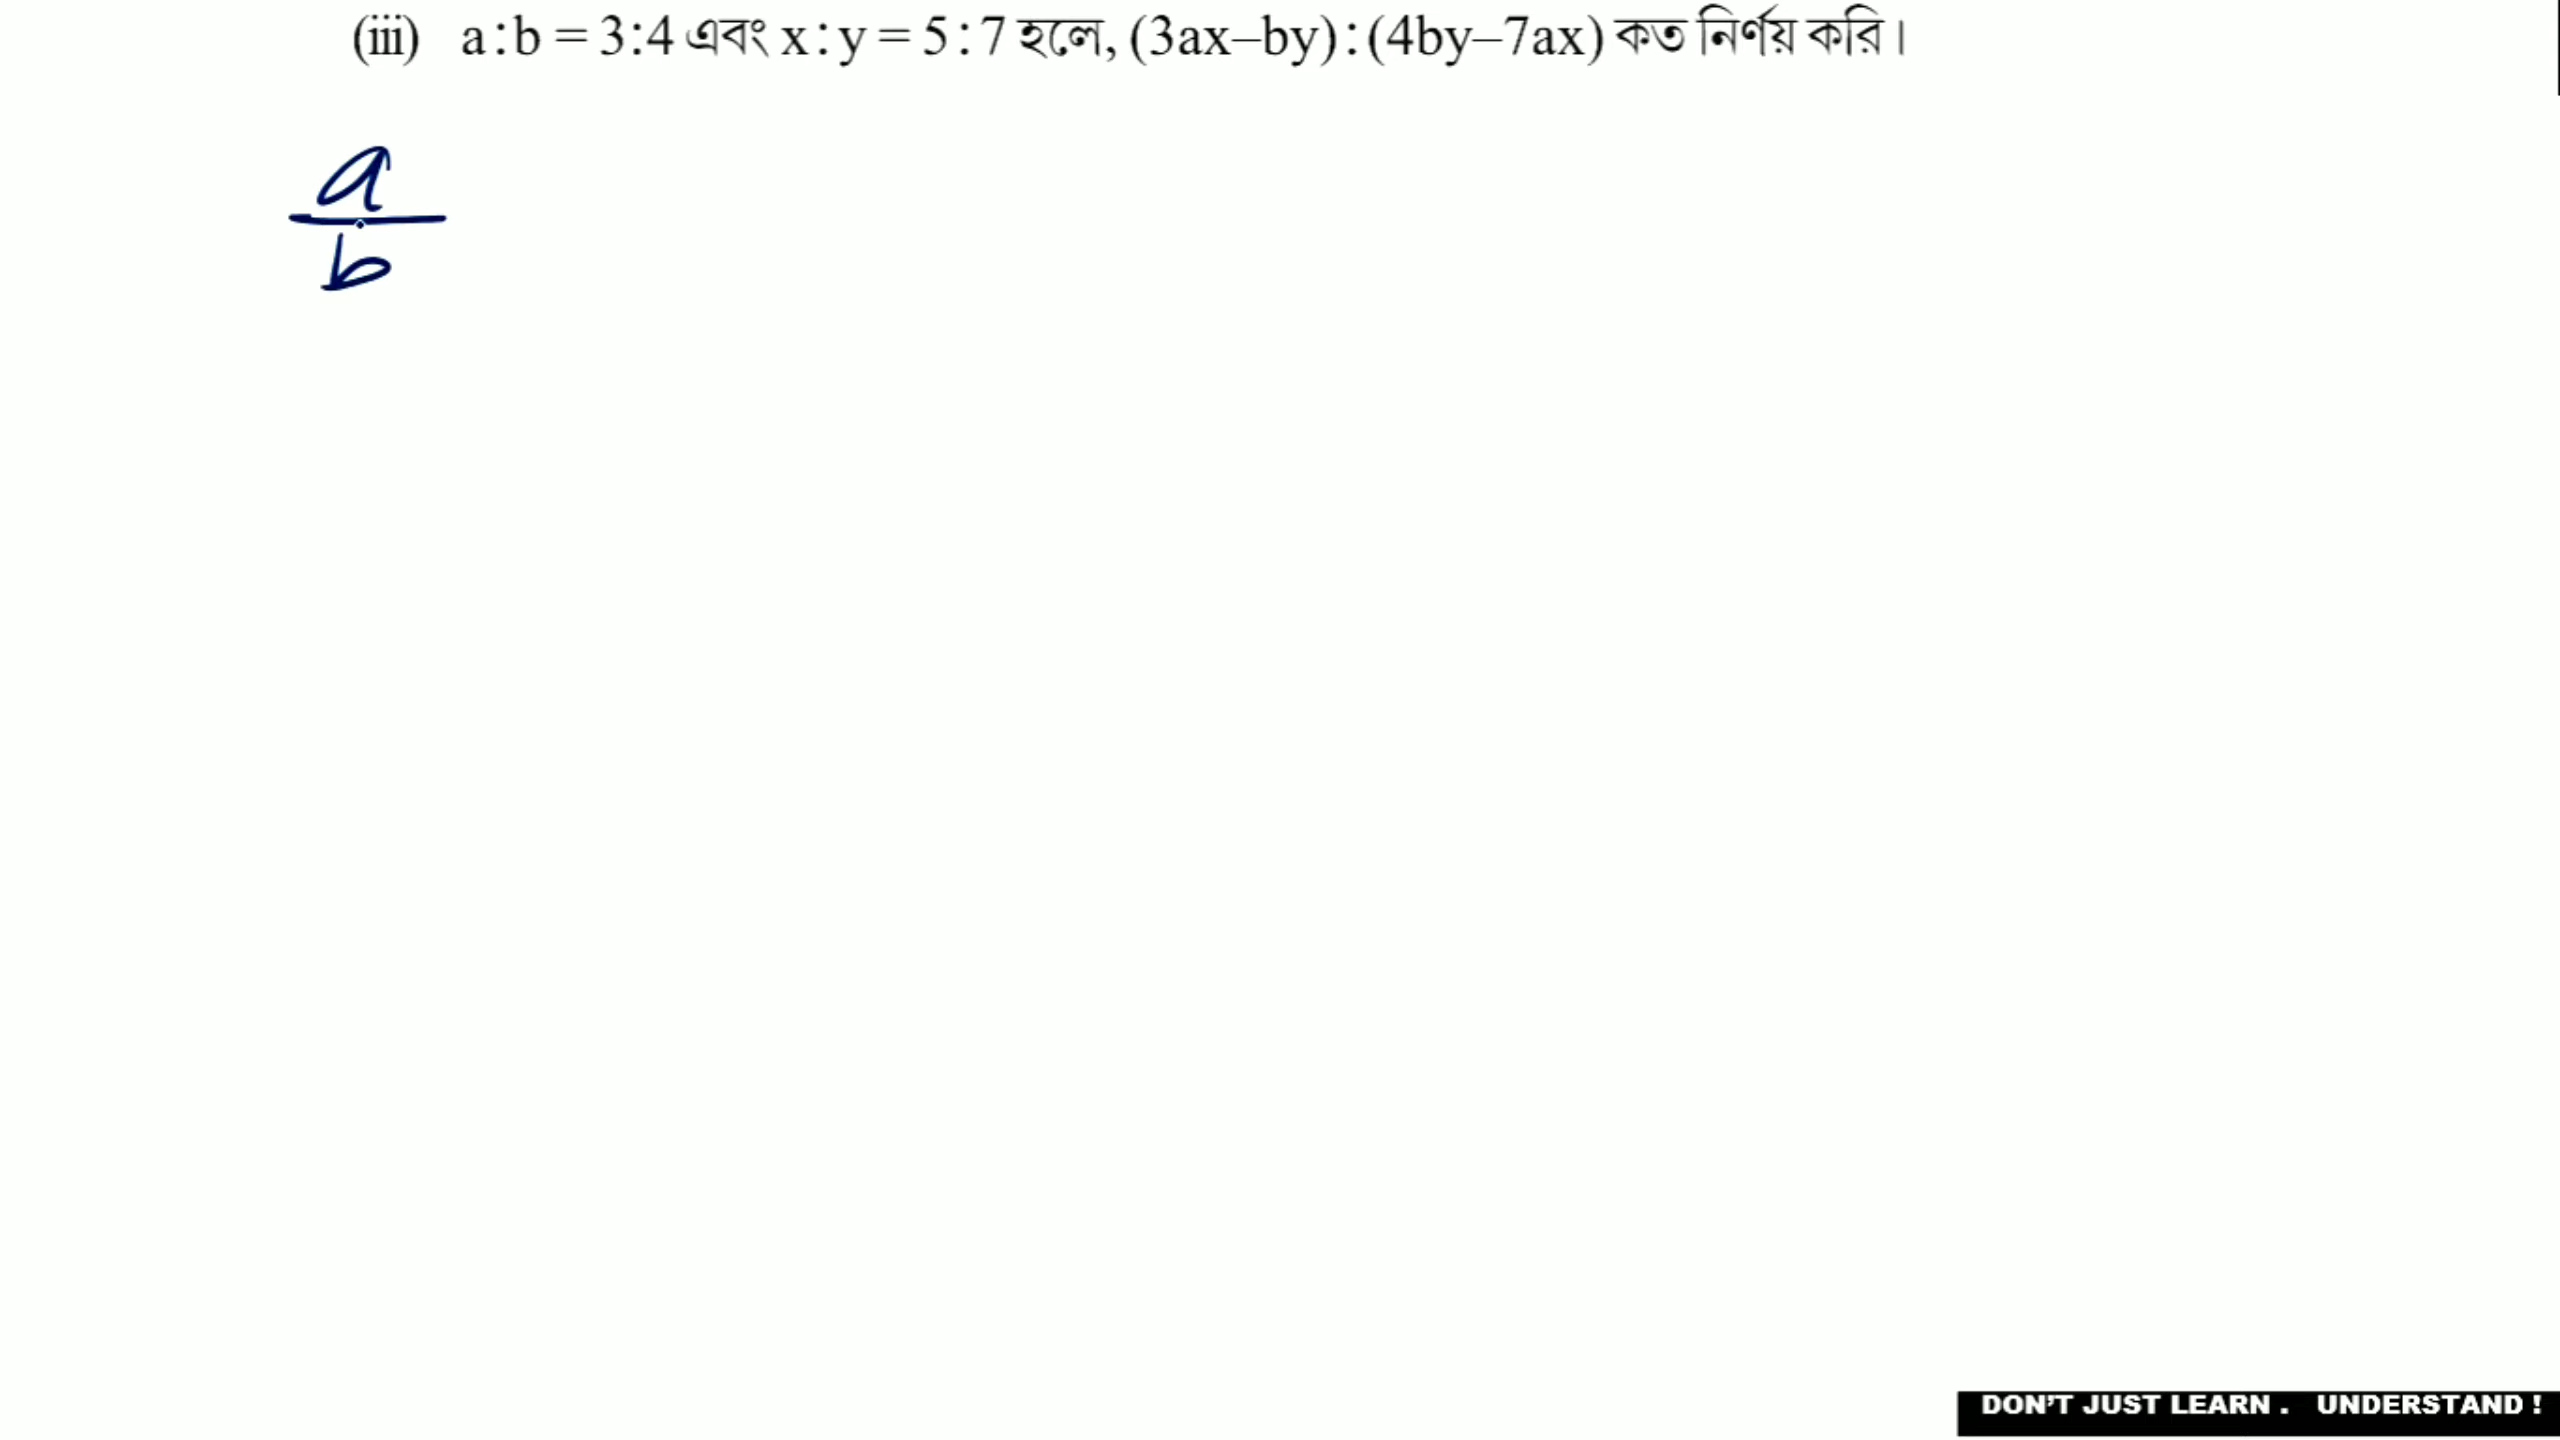 (iii) a:b = 3:4 এবং x:y = 5:7 হলে, (3ax–by):(4by–7ax) কত নির্ণয় করি।
a
b
DON'T JUST LEARN . UNDERSTAND !